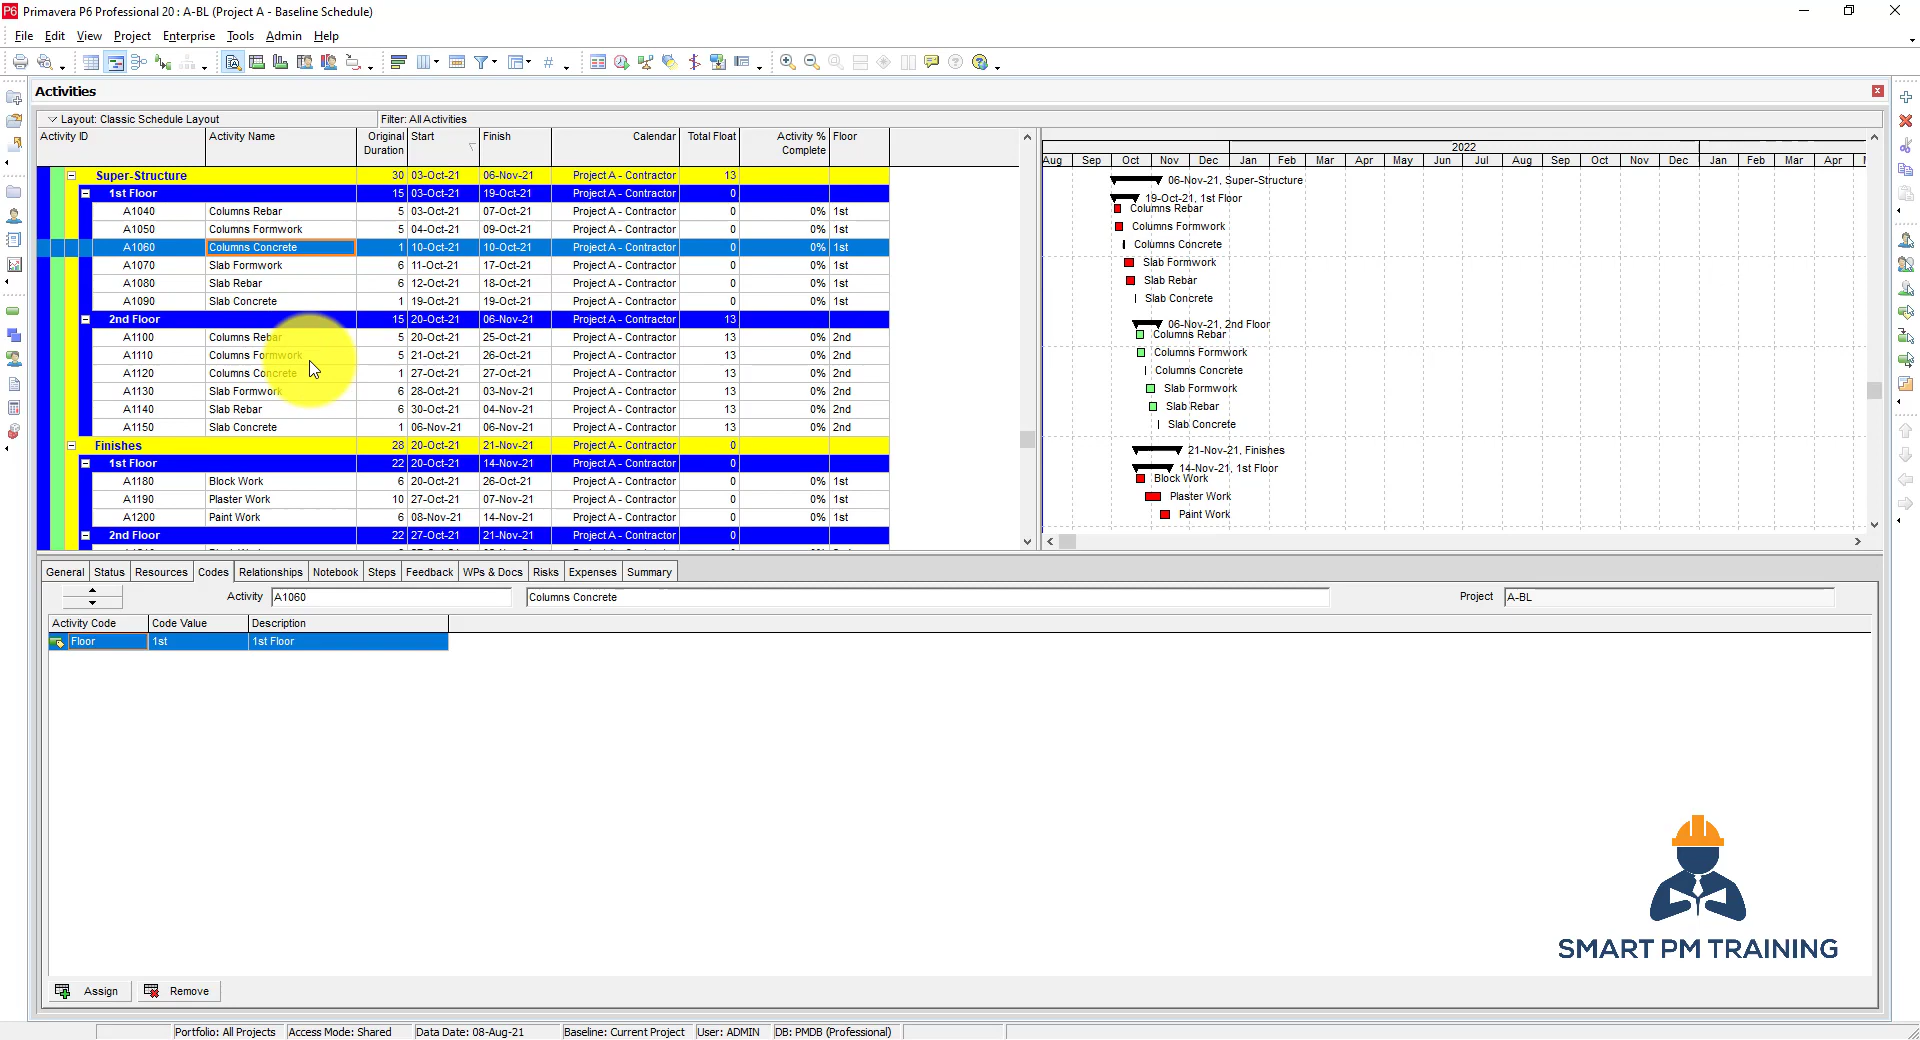 Primavera P6 Professional 20 : A-BL (Project A - Baseline Schedule)
File Edit View Project Enterprise Tools Admin Help
Activities
Layout: Classic Schedule Layout Filter: All Activities
Activity ID Activity Name Original Duration Start Finish Calendar Total Float Activity % Complete Floor
Super-Structure 30 03-Oct-21 06-Nov-21 Project A - Contractor 13
1st Floor 15 03-Oct-21 19-Oct-21 Project A - Contractor 0
A1040 Columns Rebar 5 03-Oct-21 07-Oct-21 Project A - Contractor 0 0% 1st
A1050 Columns Formwork 5 04-Oct-21 09-Oct-21 Project A - Contractor 0 0% 1st
A1060 Columns Concrete 1 10-Oct-21 10-Oct-21 Project A - Contractor 0 0% 1st
A1070 Slab Formwork 6 11-Oct-21 17-Oct-21 Project A - Contractor 0 0% 1st
A1080 Slab Rebar 6 12-Oct-21 18-Oct-21 Project A - Contractor 0 0% 1st
A1090 Slab Concrete 1 19-Oct-21 19-Oct-21 Project A - Contractor 0 0% 1st
2nd Floor 15 20-Oct-21 06-Nov-21 Project A - Contractor 13
A1100 Columns Rebar 5 20-Oct-21 25-Oct-21 Project A - Contractor 13 0% 2nd
A1110 Columns Formwork 5 21-Oct-21 26-Oct-21 Project A - Contractor 13 0% 2nd
A1120 Columns Concrete 1 27-Oct-21 27-Oct-21 Project A - Contractor 13 0% 2nd
A1130 Slab Formwork 6 28-Oct-21 03-Nov-21 Project A - Contractor 13 0% 2nd
A1140 Slab Rebar 6 30-Oct-21 04-Nov-21 Project A - Contractor 13 0% 2nd
A1150 Slab Concrete 1 06-Nov-21 06-Nov-21 Project A - Contractor 13 0% 2nd
Finishes 28 20-Oct-21 21-Nov-21 Project A - Contractor 0
1st Floor 22 20-Oct-21 14-Nov-21 Project A - Contractor 0
A1180 Block Work 6 20-Oct-21 26-Oct-21 Project A - Contractor 0 0% 1st
A1190 Plaster Work 10 27-Oct-21 07-Nov-21 Project A - Contractor 0 0% 1st
A1200 Paint Work 6 08-Nov-21 14-Nov-21 Project A - Contractor 0 0% 1st
2nd Floor 22 27-Oct-21 21-Nov-21 Project A - Contractor 0
2022
Aug Sep Oct Nov Dec Jan Feb Mar Apr May Jun Jul Aug Sep Oct Nov Dec Jan Feb Mar Apr
06-Nov-21, Super-Structure
19-Oct-21, 1st Floor
Columns Rebar
Columns Formwork
Columns Concrete
Slab Formwork
Slab Rebar
Slab Concrete
06-Nov-21, 2nd Floor
Columns Rebar
Columns Formwork
Columns Concrete
Slab Formwork
Slab Rebar
Slab Concrete
21-Nov-21, Finishes
14-Nov-21, 1st Floor
Block Work
Plaster Work
Paint Work
General Status Resources Codes Relationships Notebook Steps Feedback WPs & Docs Risks Expenses Summary
Activity A1060 Columns Concrete Project A-BL
Activity Code Code Value Description
Floor 1st 1st Floor
SMART PM TRAINING
Assign Remove
Portfolio: All Projects Access Mode: Shared Data Date: 08-Aug-21 Baseline: Current Project User: ADMIN DB: PMDB (Professional)